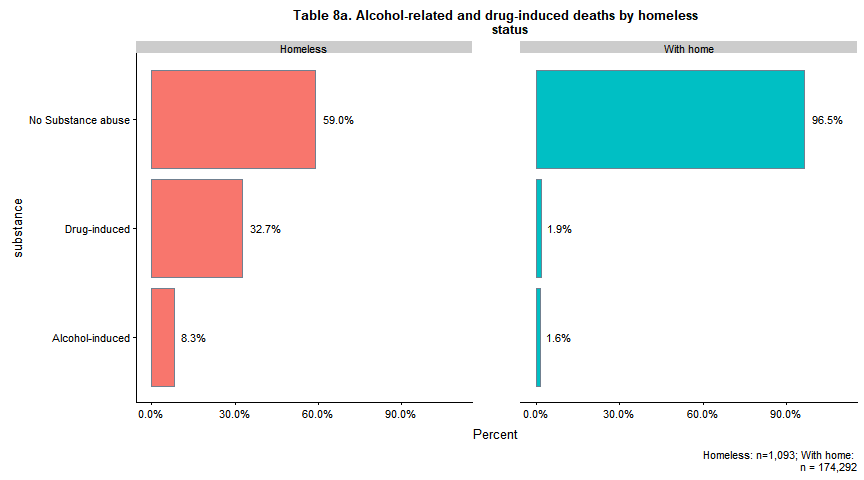 Table 8a. Alcohol-related and drug-induced deaths by homeless
status
Homeless
With home
No Substance abuse
59.0%
96.5%
Drug-induced
32.7%
1.9%
Alcohol-induced
8.3%
1.6%
substance
0.0%
30.0%
60.0%
90.0%
0.0%
30.0%
60.0%
90.0%
Percent
Homeless: n=1,093; With home:
n = 174,292